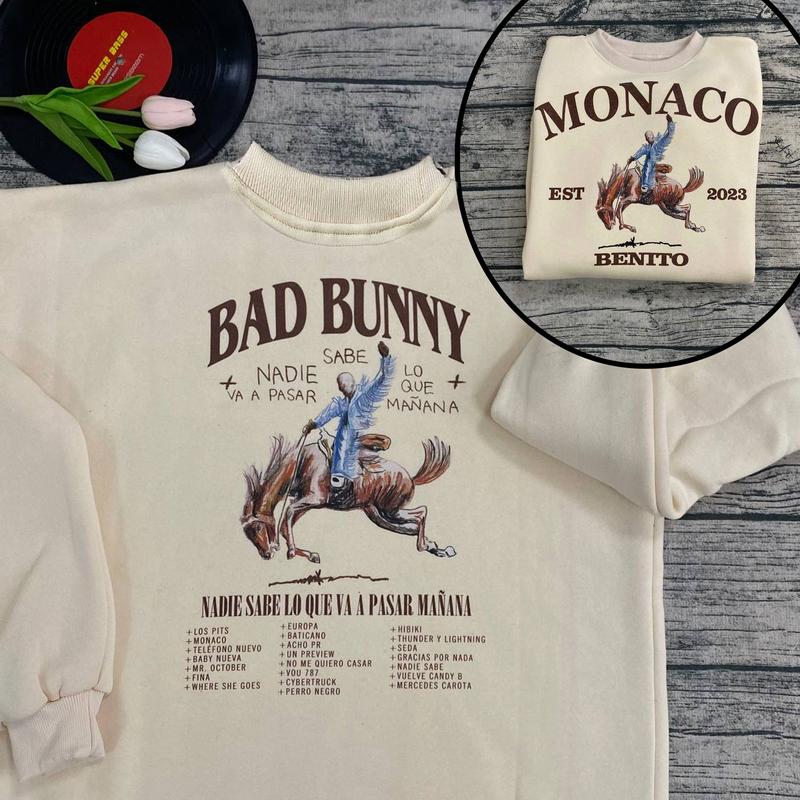 SUPER BASS
MONACO
EST 2023
BENITO
BAD BUNNY
SABE
NADIE LO
VA A PASAR QUE
MAÑANA
NADIE SABE LO QUE VA A PASAR MAÑANA
+LOS PITS
+MONACO
+TELÉFONO NUEVO
+BABY NUEVA
+MR. OCTOBER
+FINA
+WHERE SHE GOES
+EUROPA
+BATICANO
+ACHO PR
+UN PREVIEW
+NO ME QUIERO CASAR
+VOU 787
+CYBERTRUCK
+PERRO NEGRO
+HIBIKI
+THUNDER Y LIGHTNING
+SEDA
+GRACIAS POR NADA
+NADIE SABE
+VUELVE CANDY B
+MERCEDES CAROTA